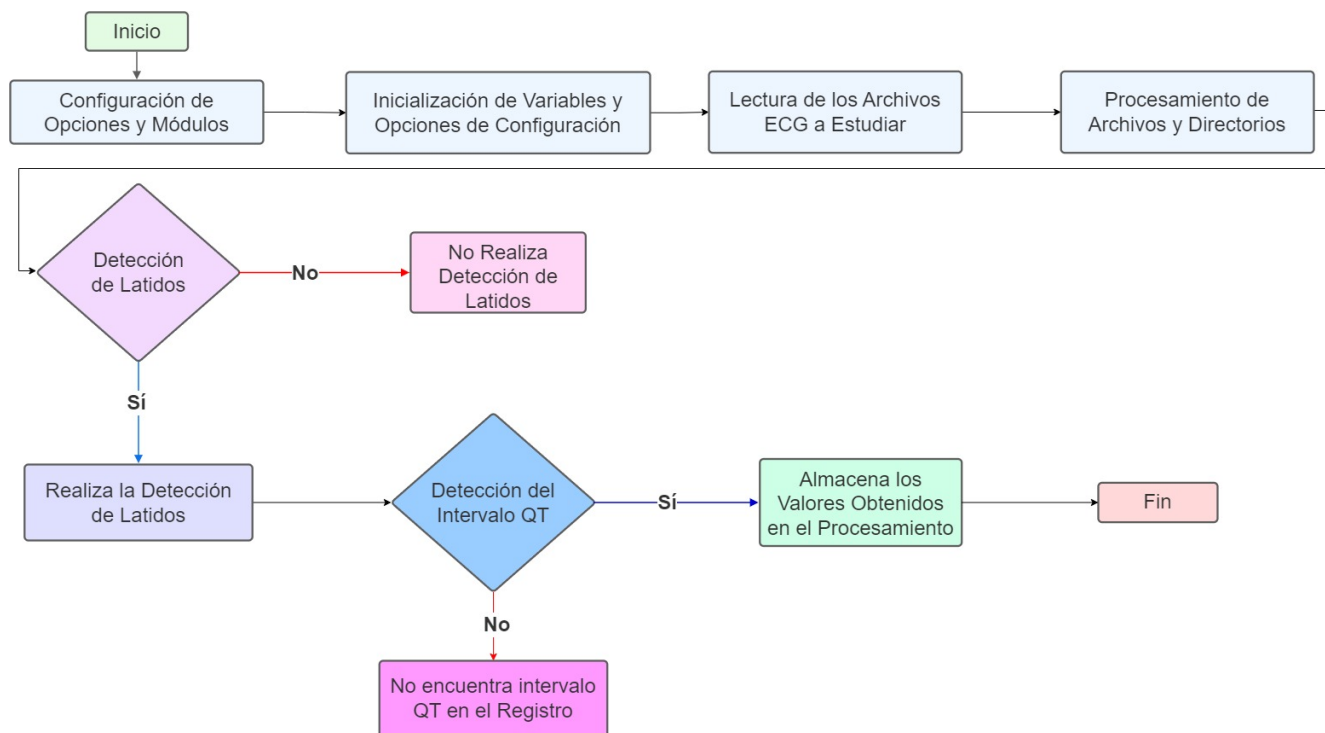 Inicio
Configuración de
Opciones y Módulos
Inicialización de Variables y
Opciones de Configuración
Lectura de los Archivos
ECG a Estudiar
Procesamiento de
Archivos y Directorios
Detección
de Latidos
No
No Realiza
Detección de
Latidos
Sí
Realiza la Detección
de Latidos
Detección del
Intervalo QT
Sí
Almacena los
Valores Obtenidos
en el Procesamiento
Fin
No
No encuentra intervalo
QT en el Registro